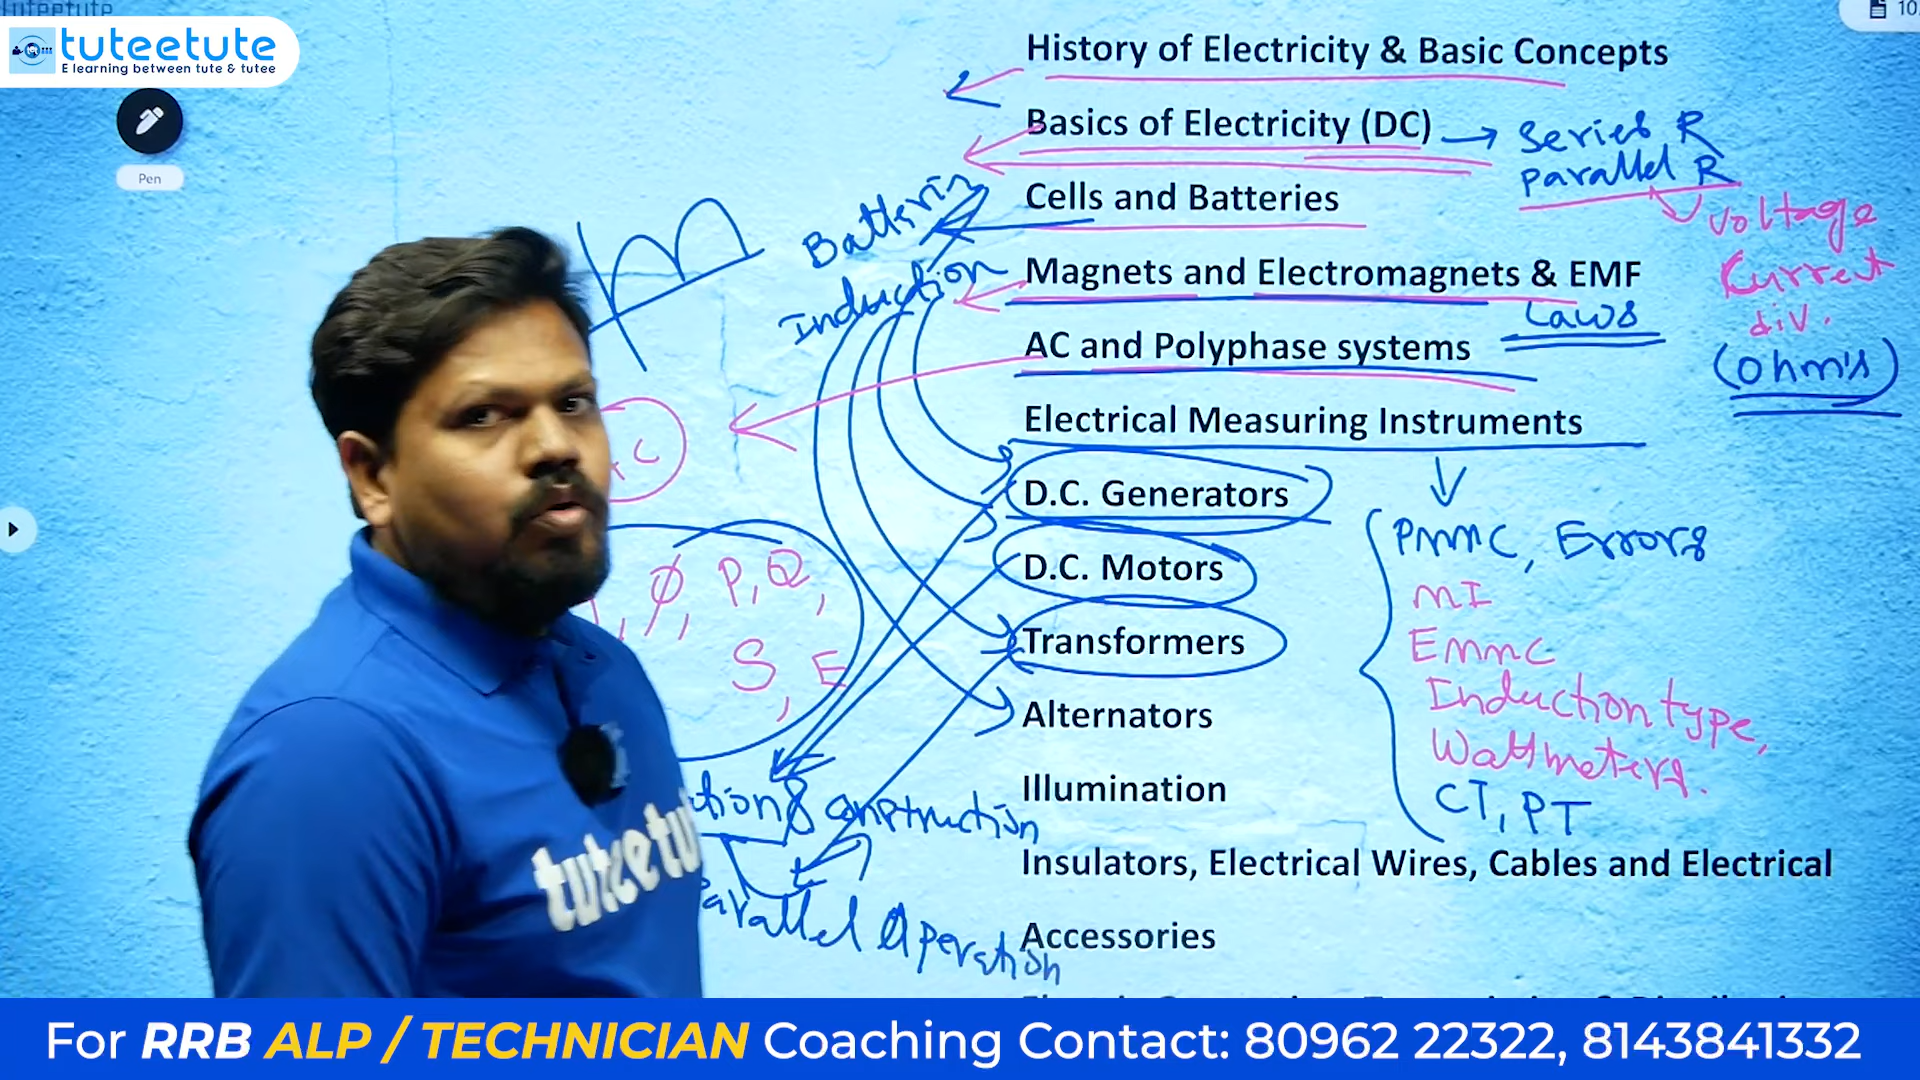 tuteetute
E learning between tute & tutee
Pen
History of Electricity & Basic Concepts
Basics of Electricity (DC)
Series R
Parallel R
Voltage
Current
div.
(Ohm's)
Cells and Batteries
Batteries
Induction
Magnets and Electromagnets & EMF
Laws
AC and Polyphase systems
Electrical Measuring Instruments
D.C. Generators
D.C. Motors
Transformers
Alternators
Illumination
Insulators, Electrical Wires, Cables and Electrical
Accessories
PMMC, Errors
MI
EMMC
Induction type,
Wattmeters.
CT, PT
φ, P, Q,
S, E
& Construction
Parallel Operation
tuteetu
For RRB ALP / TECHNICIAN Coaching Contact: 80962 22322, 8143841332